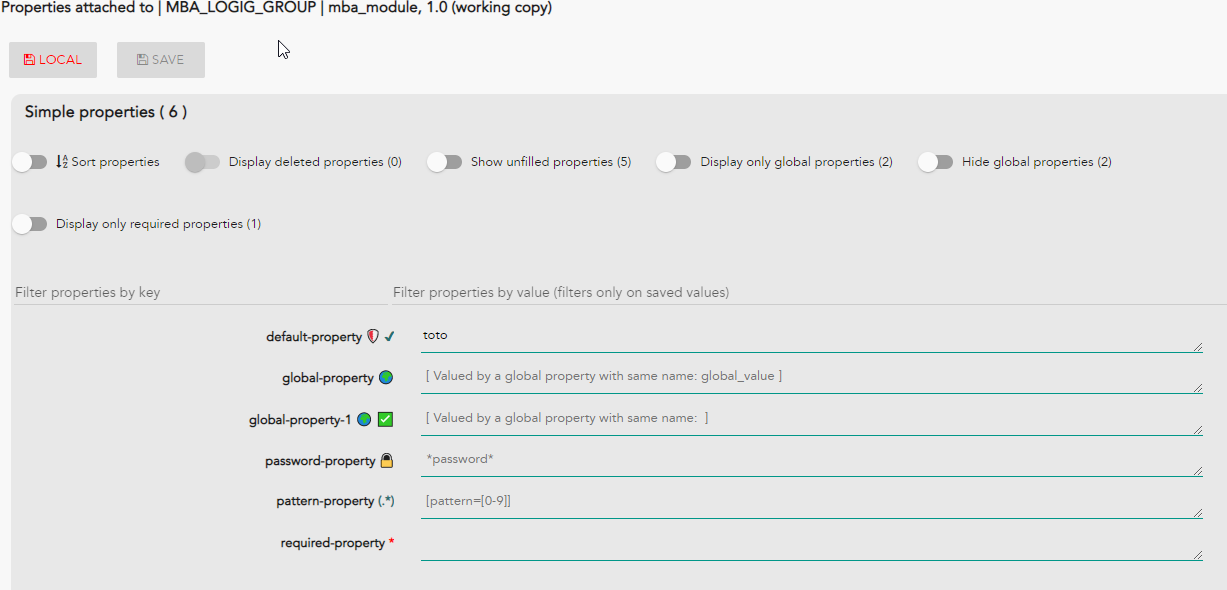 Properties attached to | MBA_LOGIG_GROUP | mba_module, 1.0 (working copy)
LOCAL SAVE
Simple properties ( 6 )
Sort properties Display deleted properties (0) Show unfilled properties (5) Display only global properties (2) Hide global properties (2)
Display only required properties (1)
Filter properties by key Filter properties by value (filters only on saved values)
default-property toto
global-property [ Valued by a global property with same name: global_value ]
global-property-1 [ Valued by a global property with same name:  ]
password-property *password*
pattern-property (.*) [pattern=[0-9]]
required-property *